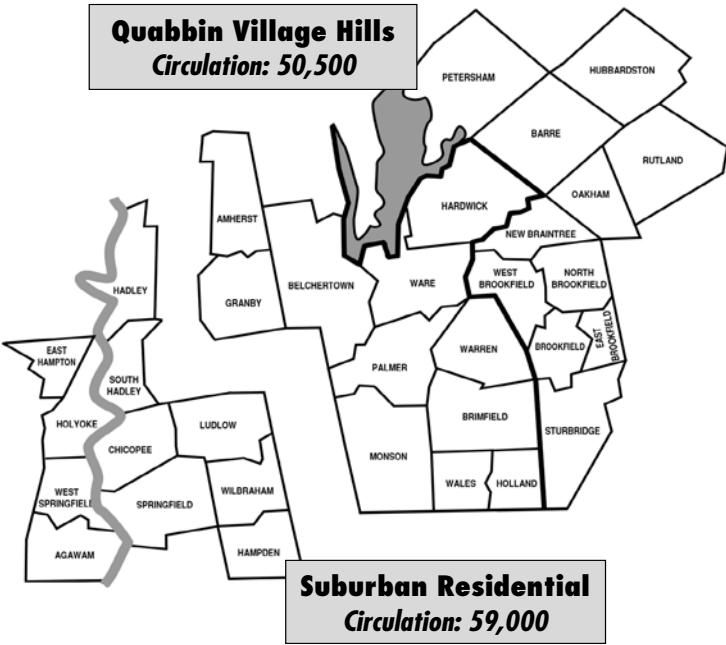 Quabbin Village Hills
Circulation: 50,500
PETERSHAM
HUBBARDSTON
BARRE
RUTLAND
OAKHAM
HARDWICK
AMHERST
NEW BRAINTREE
HADLEY
BELCHERTOWN
WARE
WEST
BROOKFIELD
NORTH
BROOKFIELD
GRANBY
EAST
HAMPTON
SOUTH
HADLEY
PALMER
WARREN
BROOKFIELD
EAST
BROOKFIELD
HOLYOKE
CHICOPEE
LUDLOW
BRIMFIELD
STURBRIDGE
MONSON
WEST
SPRINGFIELD
SPRINGFIELD
WILBRAHAM
WALES
HOLLAND
AGAWAM
HAMPDEN
Suburban Residential
Circulation: 59,000